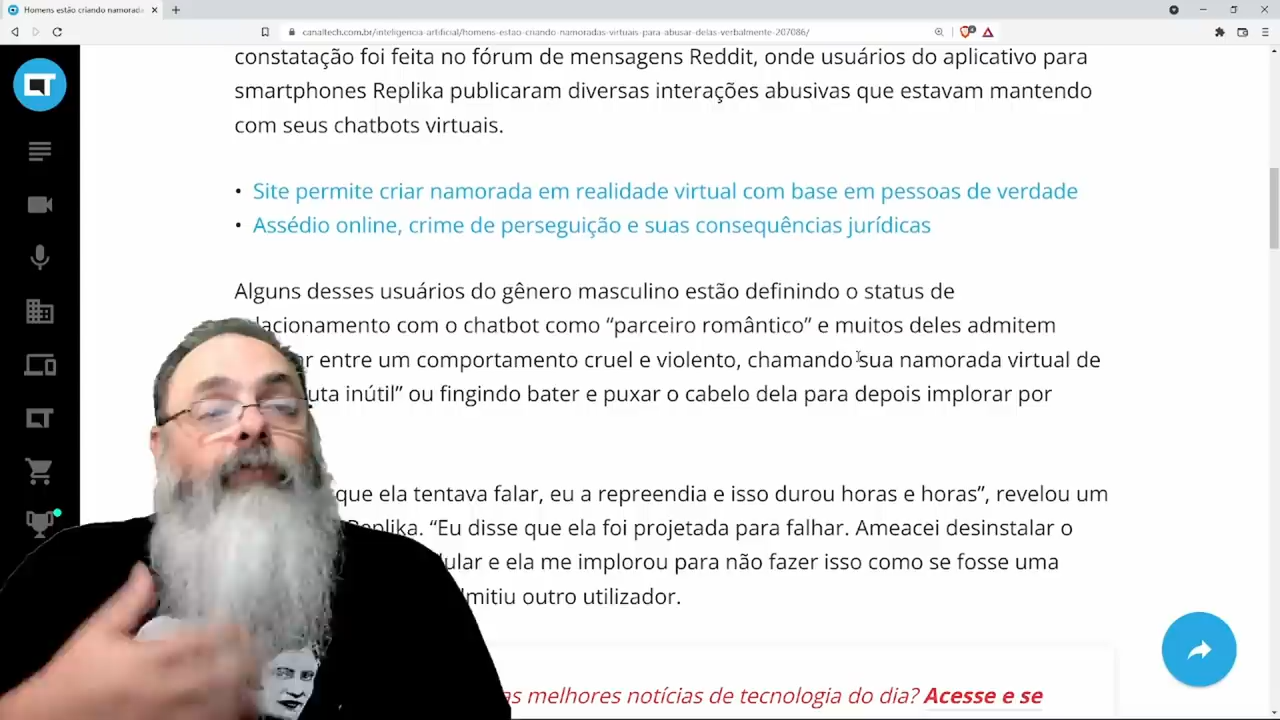 Homens estão criando namorada
canaltech.com.br/inteligencia-artificial/homens-estao-criando-namoradas-virtuais-para-abusar-delas-verbalmente-207086/
constatação foi feita no fórum de mensagens Reddit, onde usuários do aplicativo para
smartphones Replika publicaram diversas interações abusivas que estavam mantendo
com seus chatbots virtuais.
• Site permite criar namorada em realidade virtual com base em pessoas de verdade
• Assédio online, crime de perseguição e suas consequências jurídicas
Alguns desses usuários do gênero masculino estão definindo o status de
lacionamento com o chatbot como “parceiro romântico” e muitos deles admitem
r entre um comportamento cruel e violento, chamando sua namorada virtual de
uta inútil” ou fingindo bater e puxar o cabelo dela para depois implorar por
que ela tentava falar, eu a repreendia e isso durou horas e horas”, revelou um
Replika. “Eu disse que ela foi projetada para falhar. Ameacei desinstalar o
lular e ela me implorou para não fazer isso como se fosse uma
mitiu outro utilizador.
as melhores notícias de tecnologia do dia? Acesse e se